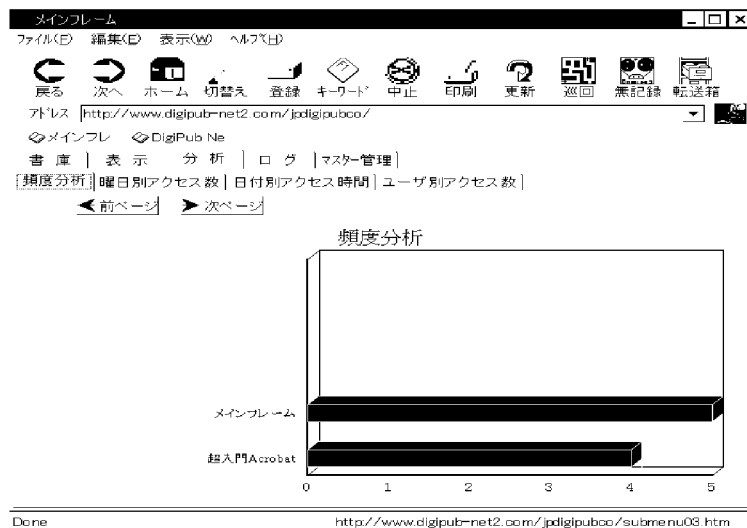 メインフレーム
ファイル(F) 編集(E) 表示(W) ヘルプ(H)
戻る 次へ ホーム 切替え 登録 キーワード 中止 印刷 更新 巡回 無記録 転送箱
アドレス http://www.digipub-net2.com/jpdigipubco/
メインフレ DigiPub Ne
書庫 表示 分析 ログ マスター管理
頻度分析 曜日別アクセス数 日付別アクセス時間 ユーザ別アクセス数
前ページ 次ページ
頻度分析
メインフレーム
超入門Acrobat
0 1 2 3 4 5
Done http://www.digipub-net2.com/jpdigipubco/submenu03.htm